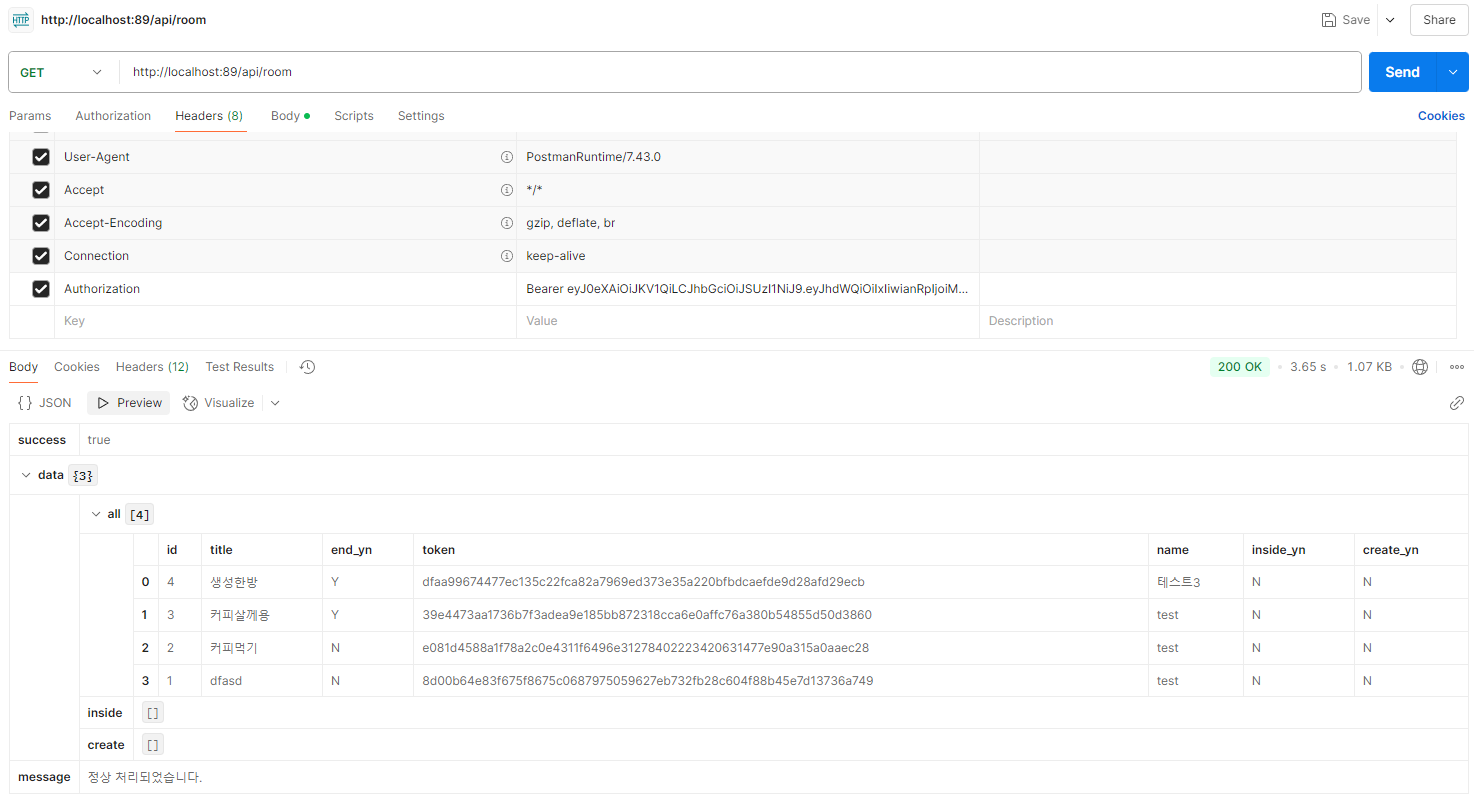 HTTP http://localhost:89/api/room Save Share
GET http://localhost:89/api/room Send
Params Authorization Headers (8) Body Scripts Settings Cookies
User-Agent PostmanRuntime/7.43.0
Accept */*
Accept-Encoding gzip, deflate, br
Connection keep-alive
Authorization Bearer eyJ0eXAiOiJKV1QiLCJhbGciOiJSUzI1NiJ9.eyJhdWQiOiIxIiwianRpIjoiM...
Key Value Description
Body Cookies Headers (12) Test Results 200 OK 3.65 s 1.07 KB
{} JSON Preview Visualize
success true
data {3}
all [4]
id title end_yn token name inside_yn create_yn
0 4 생성한방 Y dfaa99674477ec135c22fca82a7969ed373e35a220bfbdcaefde9d28afd29ecb 테스트3 N N
1 3 커피살께용 Y 39e4473aa1736b7f3adea9e185bb872318cca6e0affc76a380b54855d50d3860 test N N
2 2 커피먹기 N e081d4588a1f78a2c0e4311f6496e31278402223420631477e90a315a0aaec28 test N N
3 1 dfasd N 8d00b64e83f675f8675c0687975059627eb732fb28c604f88b45e7d13736a749 test N N
inside []
create []
message 정상 처리되었습니다.